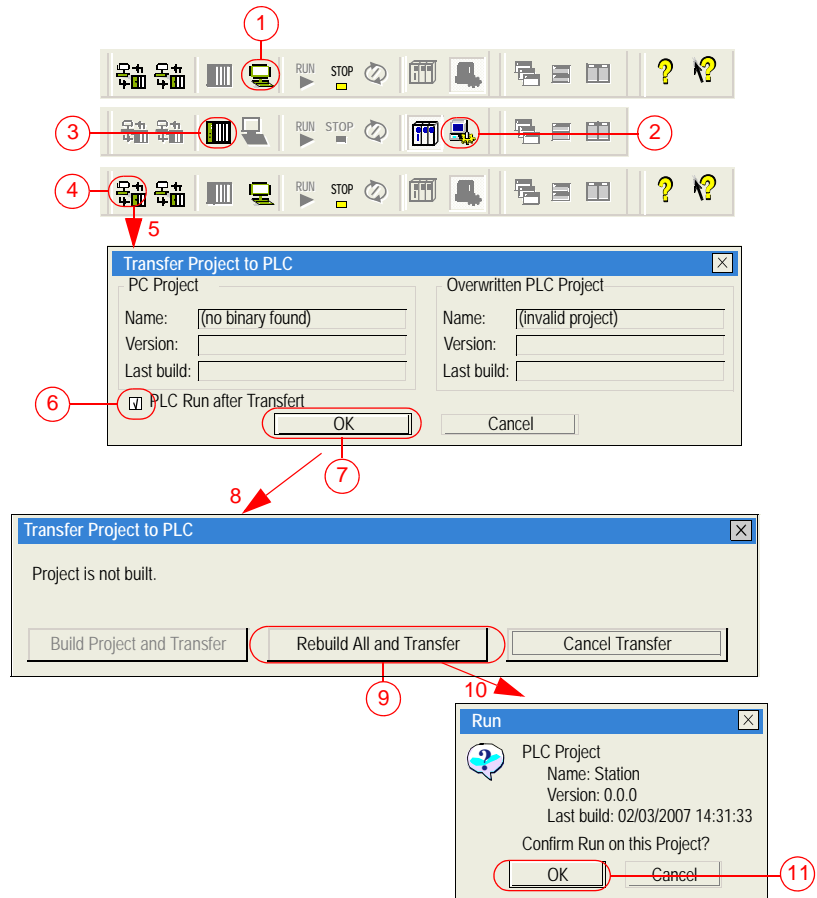 1
RUN STOP
3
RUN STOP
2
4
RUN STOP
5
Transfer Project to PLC
PC Project
Overwritten PLC Project
Name: (no binary found)
Name: (invalid project)
Version:
Version:
Last build:
Last build:
6
PLC Run after Transfert
OK
Cancel
7
8
Transfer Project to PLC
Project is not built.
Build Project and Transfer
Rebuild All and Transfer
Cancel Transfer
9
10
Run
PLC Project
Name: Station
Version: 0.0.0
Last build: 02/03/2007 14:31:33
Confirm Run on this Project?
OK
Cancel
11